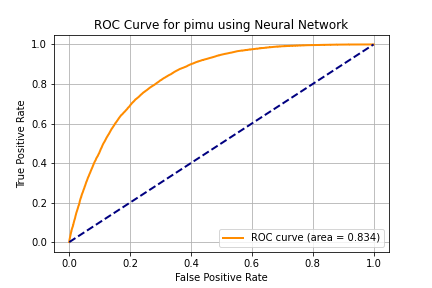 ROC Curve for pimu using Neural Network
True Positive Rate
1.0
0.8
0.6
0.4
0.2
0.0
ROC curve (area = 0.834)
0.0 0.2 0.4 0.6 0.8 1.0
False Positive Rate